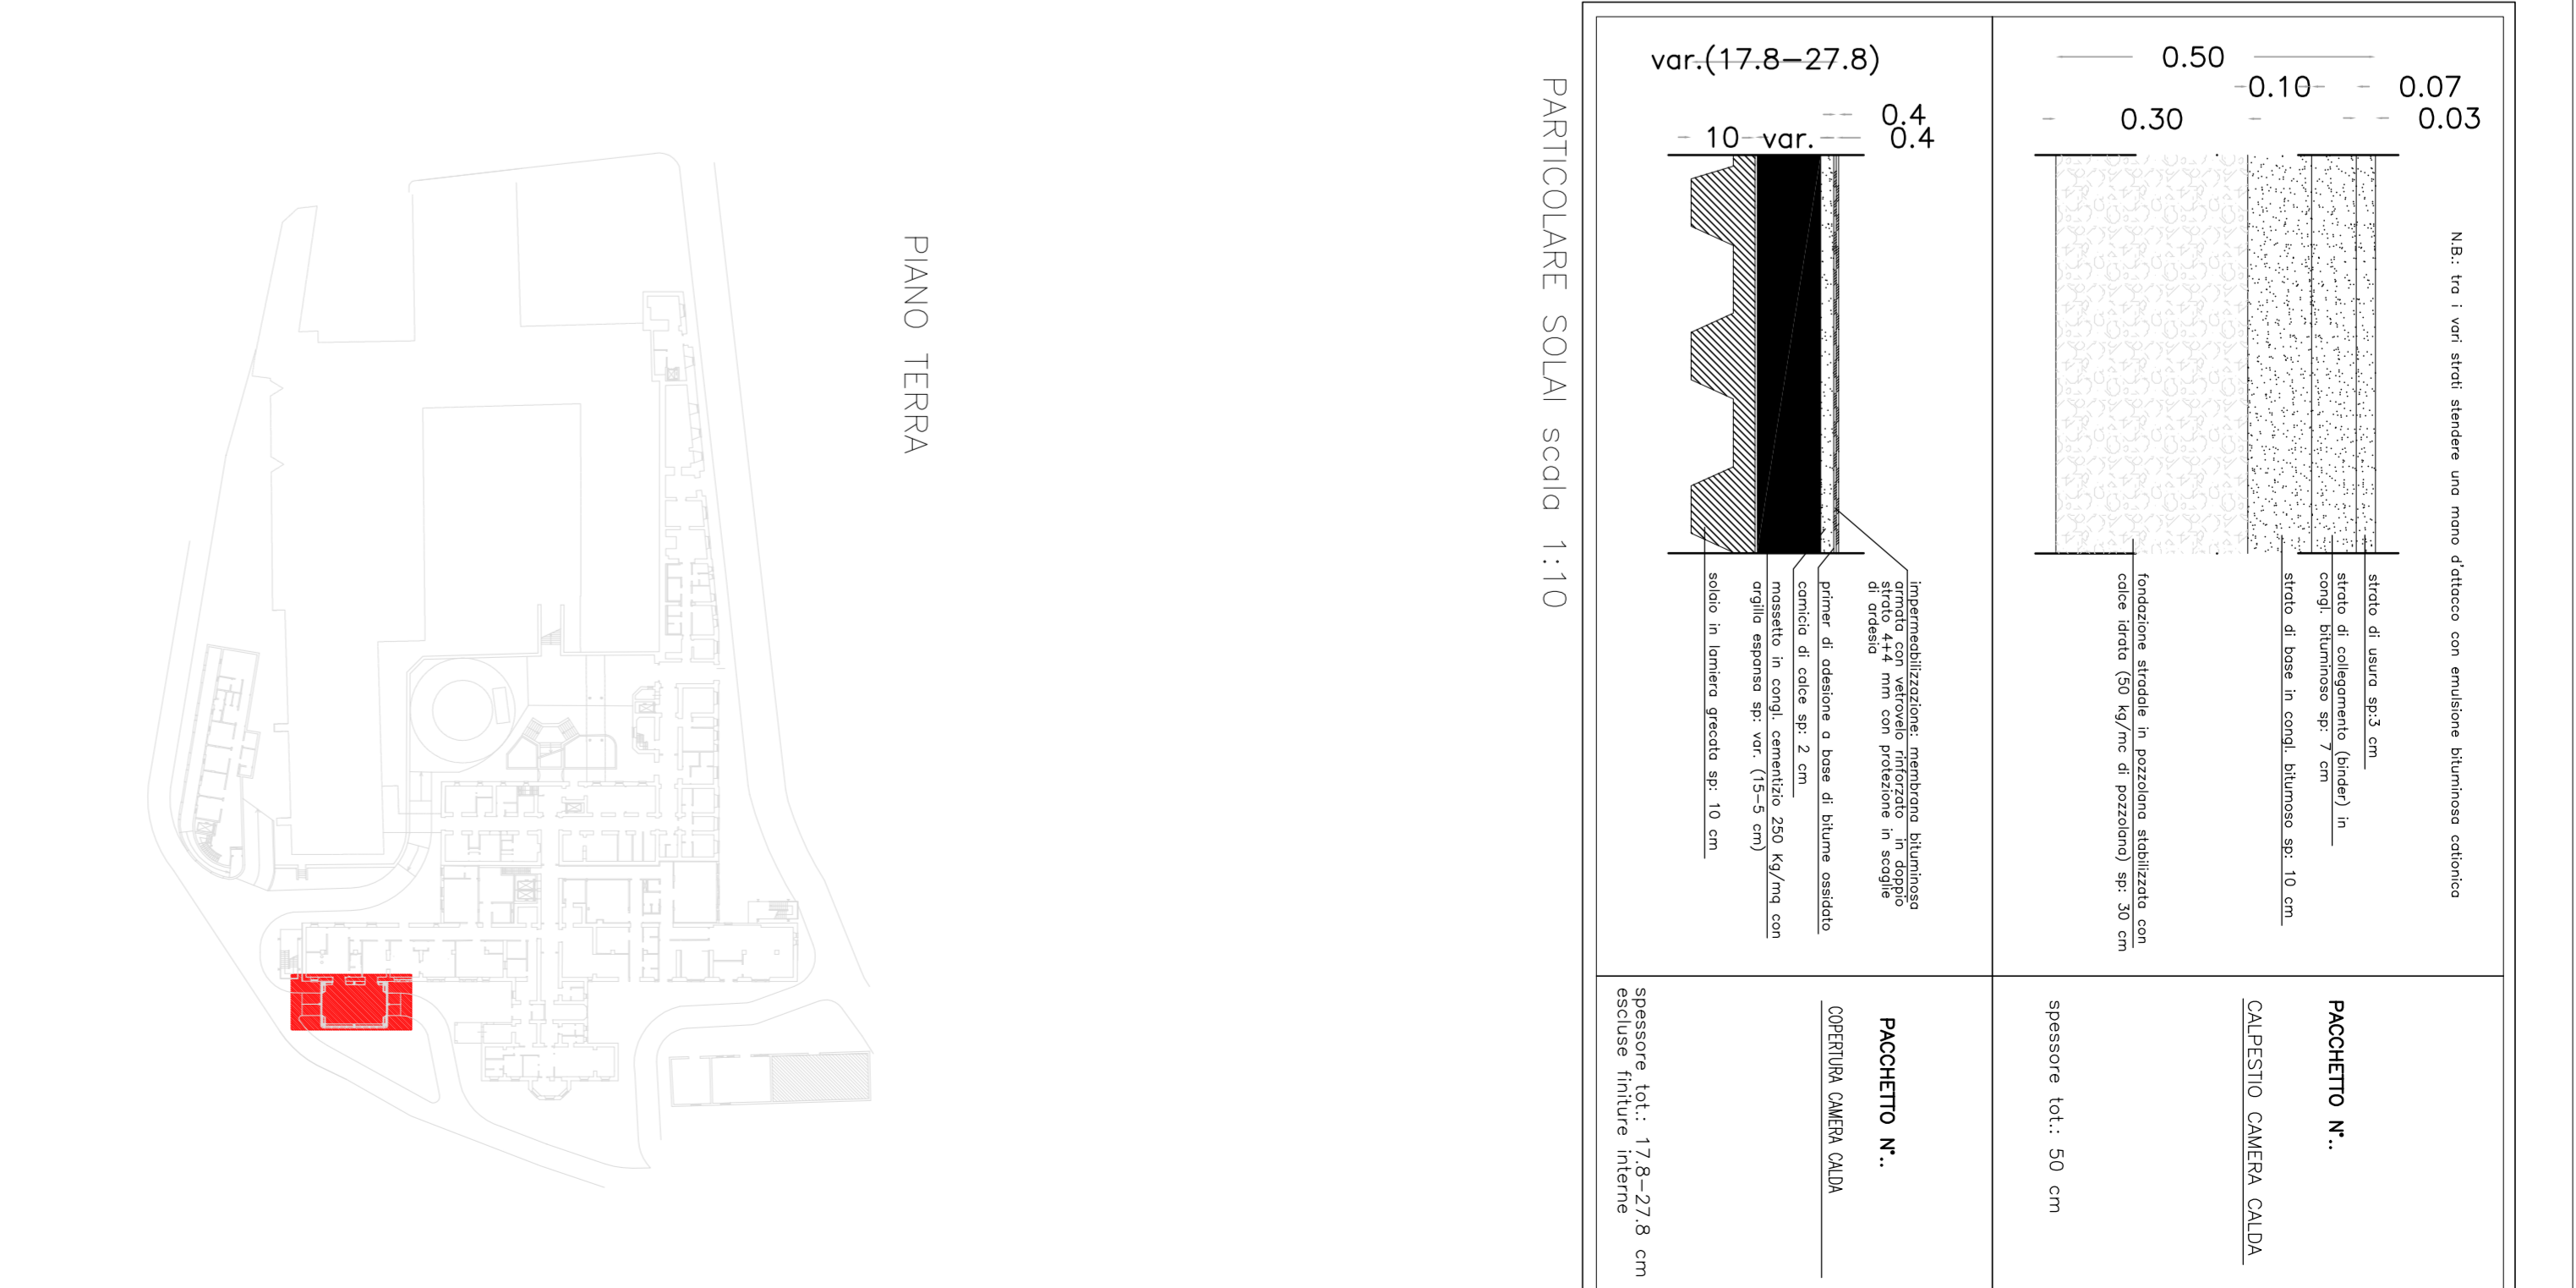 PIANO TERRA
PARTICOLARE SOLAI scala 1:10
0.50
0.10
0.07
0.30
0.03
N.B.: tra i vari strati stendere una mano d'attacco con emulsione bituminosa cationica
strato di usura sp:3 cm
strato di collegamento (binder) in
congl. bituminoso sp: 7 cm
strato di base in congl. bitumoso sp: 10 cm
fondazione stradale in pozzolana stabilizzata con
calce idrata (50 kg/mc di pozzolana) sp: 30 cm
PACCHETTO N°..
CALPESTIO CAMERA CALDA
spessore tot.: 50 cm
var.(17.8-27.8)
0.4
10 var. 0.4
impermeabilizzazione: membrana bituminosa
armata con vetrovelo rinforzato in doppio
strato 4+4 mm con protezione in scaglie
di ardesia
primer di adesione a base di bitume ossidato
camicia di calce sp: 2 cm
massetto in congl. cementizio 250 Kg/mq con
argilla espansa sp: var. (15-5 cm)
solaio in lamiera grecata sp: 10 cm
PACCHETTO N°..
COPERTURA CAMERA CALDA
spessore tot.: 17.8-27.8 cm
escluse finiture interne